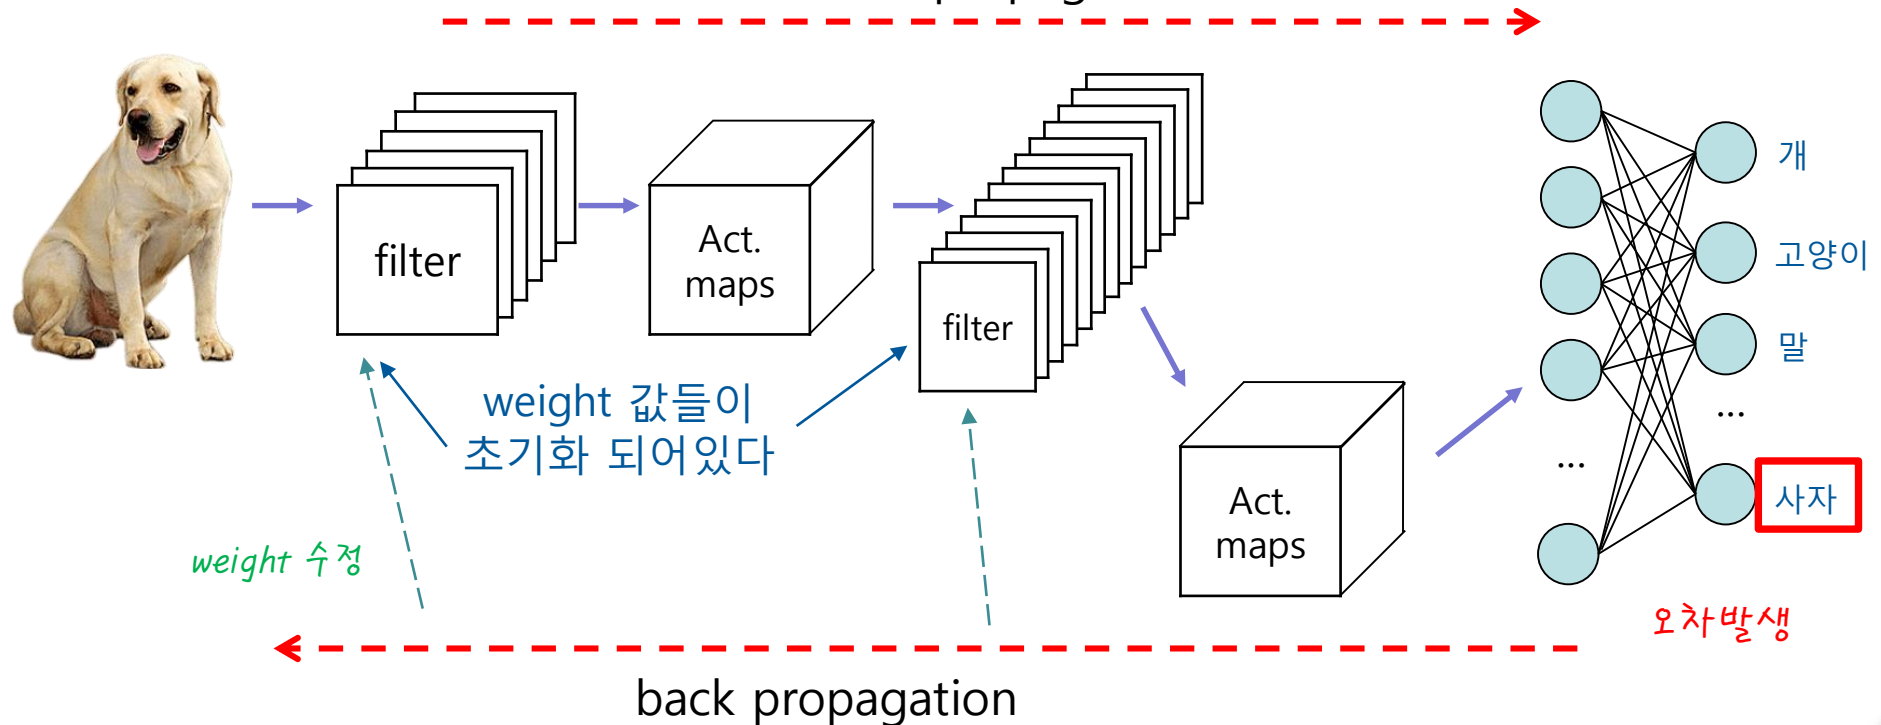 filter
Act.
maps
filter
weight 값들이
초기화 되어있다
Act.
maps
개
고양이
말
...
...
사자
weight 수정
오차발생
back propagation